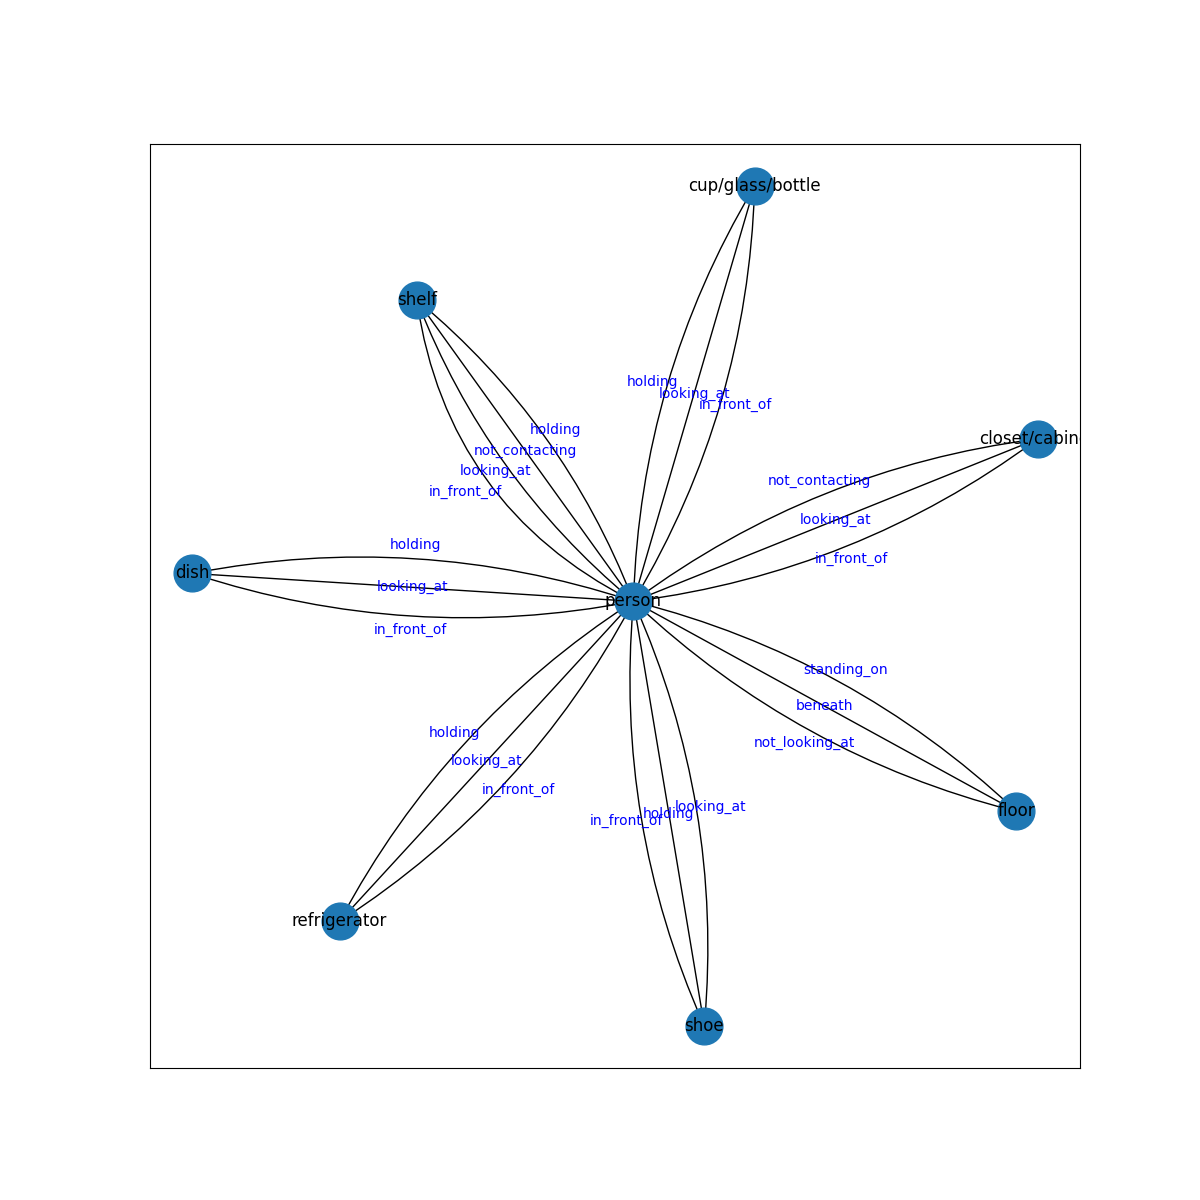 cup/glass/bottle
shelf
holding
looking_at
in_front_of
holding
closet/cabin
not_contacting
looking_at
in_front_of
not_contacting
looking_at
in_front_of
holding
dish
looking_at
in_front_of
person
standing_on
beneath
not_looking_at
holding
looking_at
in_front_of
looking_at
holding
in_front_of
floor
refrigerator
shoe